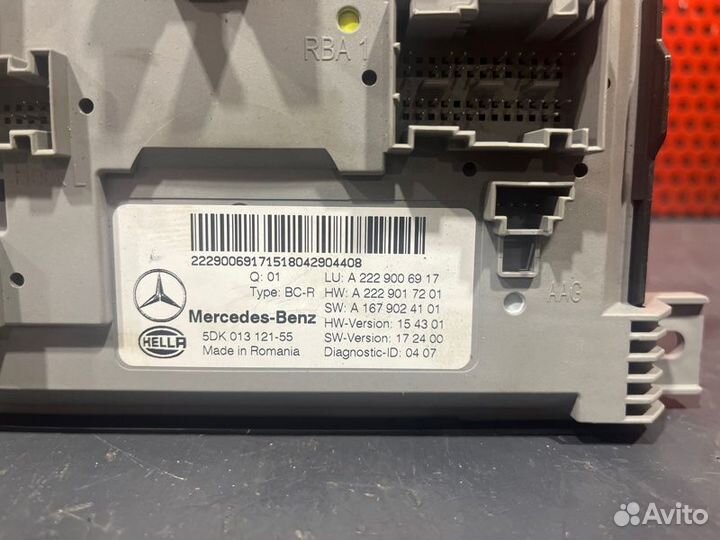 RBA 1
2229006917151804290​4408
Q: 01 LU: A 222 900 69 17
Type: BC-R HW: A 222 901 72 01
SW: A 167 902 41 01
Mercedes-Benz HW-Version: 15 43 01
HELLA 5DK 013 121-55 SW-Version: 17 24 00
Made in Romania Diagnostic-ID: 04 07
AAG
Avito